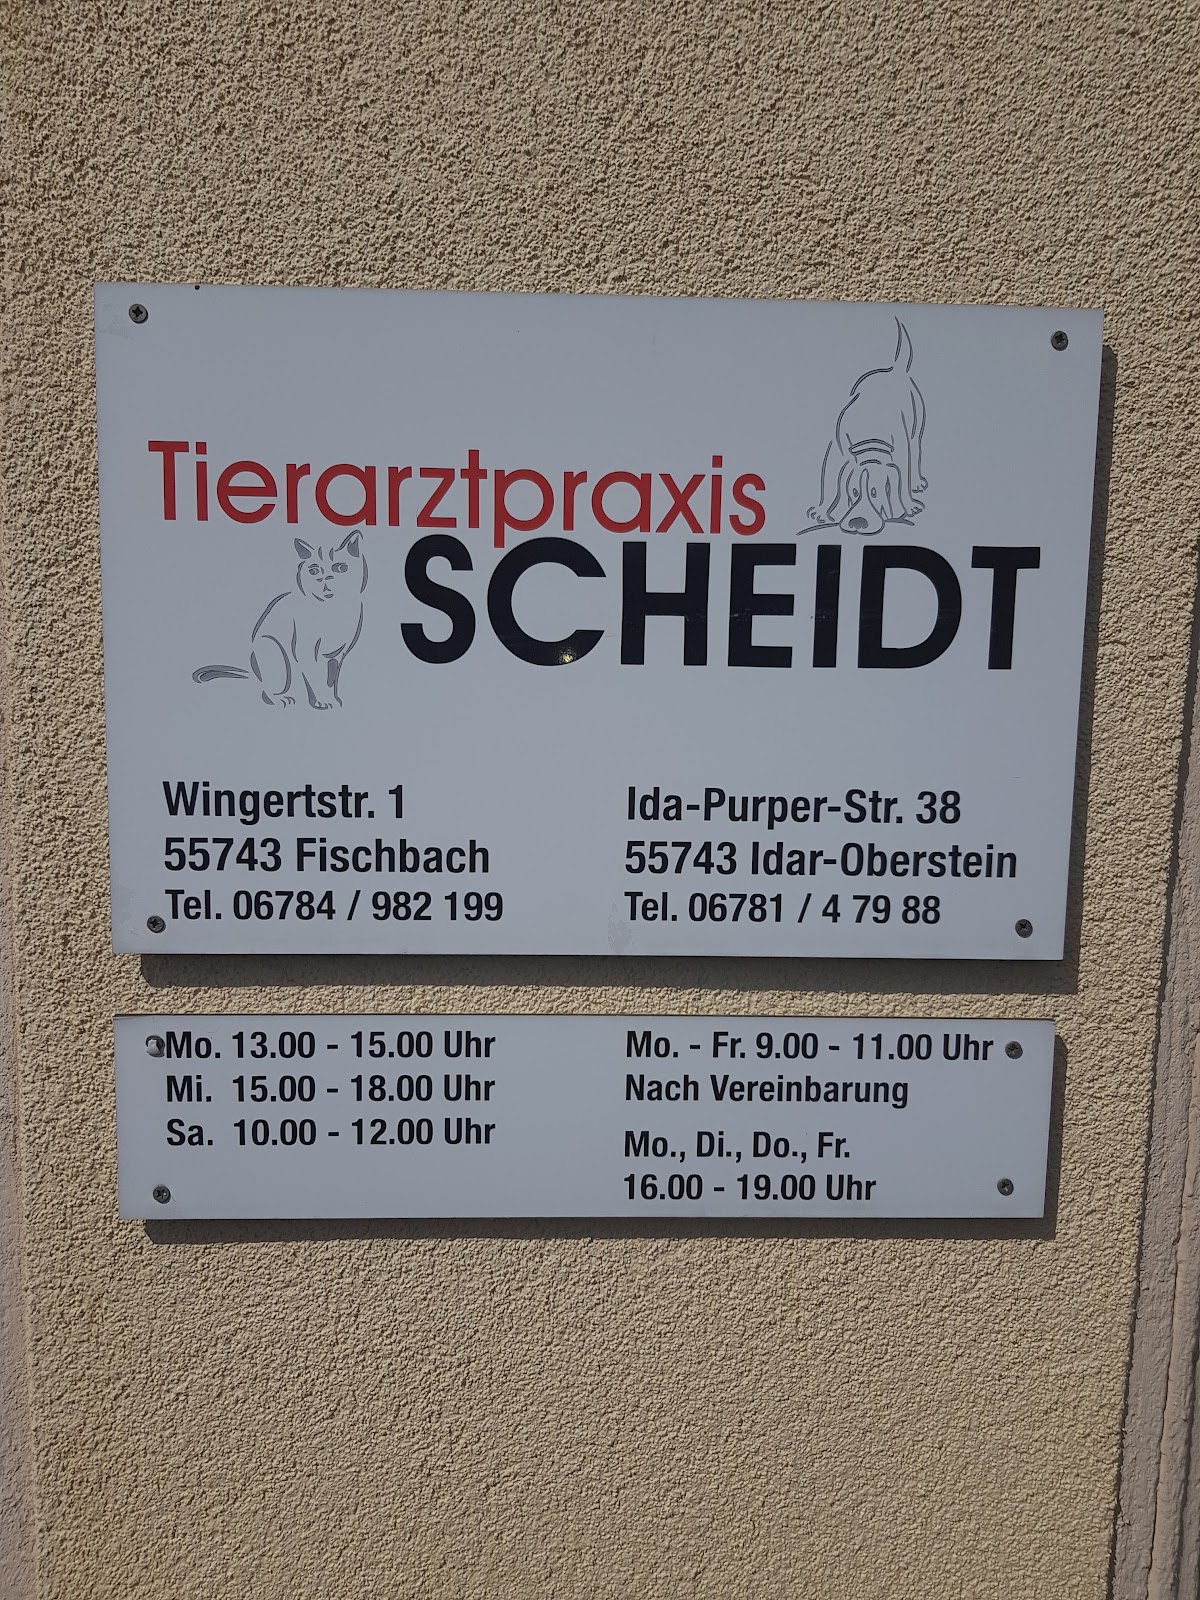 Tierarztpraxis
SCHEIDT
Wingertstr. 1
55743 Fischbach
Tel. 06784 / 982 199
Ida-Purper-Str. 38
55743 Idar-Oberstein
Tel. 06781 / 4 79 88
Mo. 13.00 - 15.00 Uhr
Mi. 15.00 - 18.00 Uhr
Sa. 10.00 - 12.00 Uhr
Mo. - Fr. 9.00 - 11.00 Uhr
Nach Vereinbarung
Mo., Di., Do., Fr.
16.00 - 19.00 Uhr